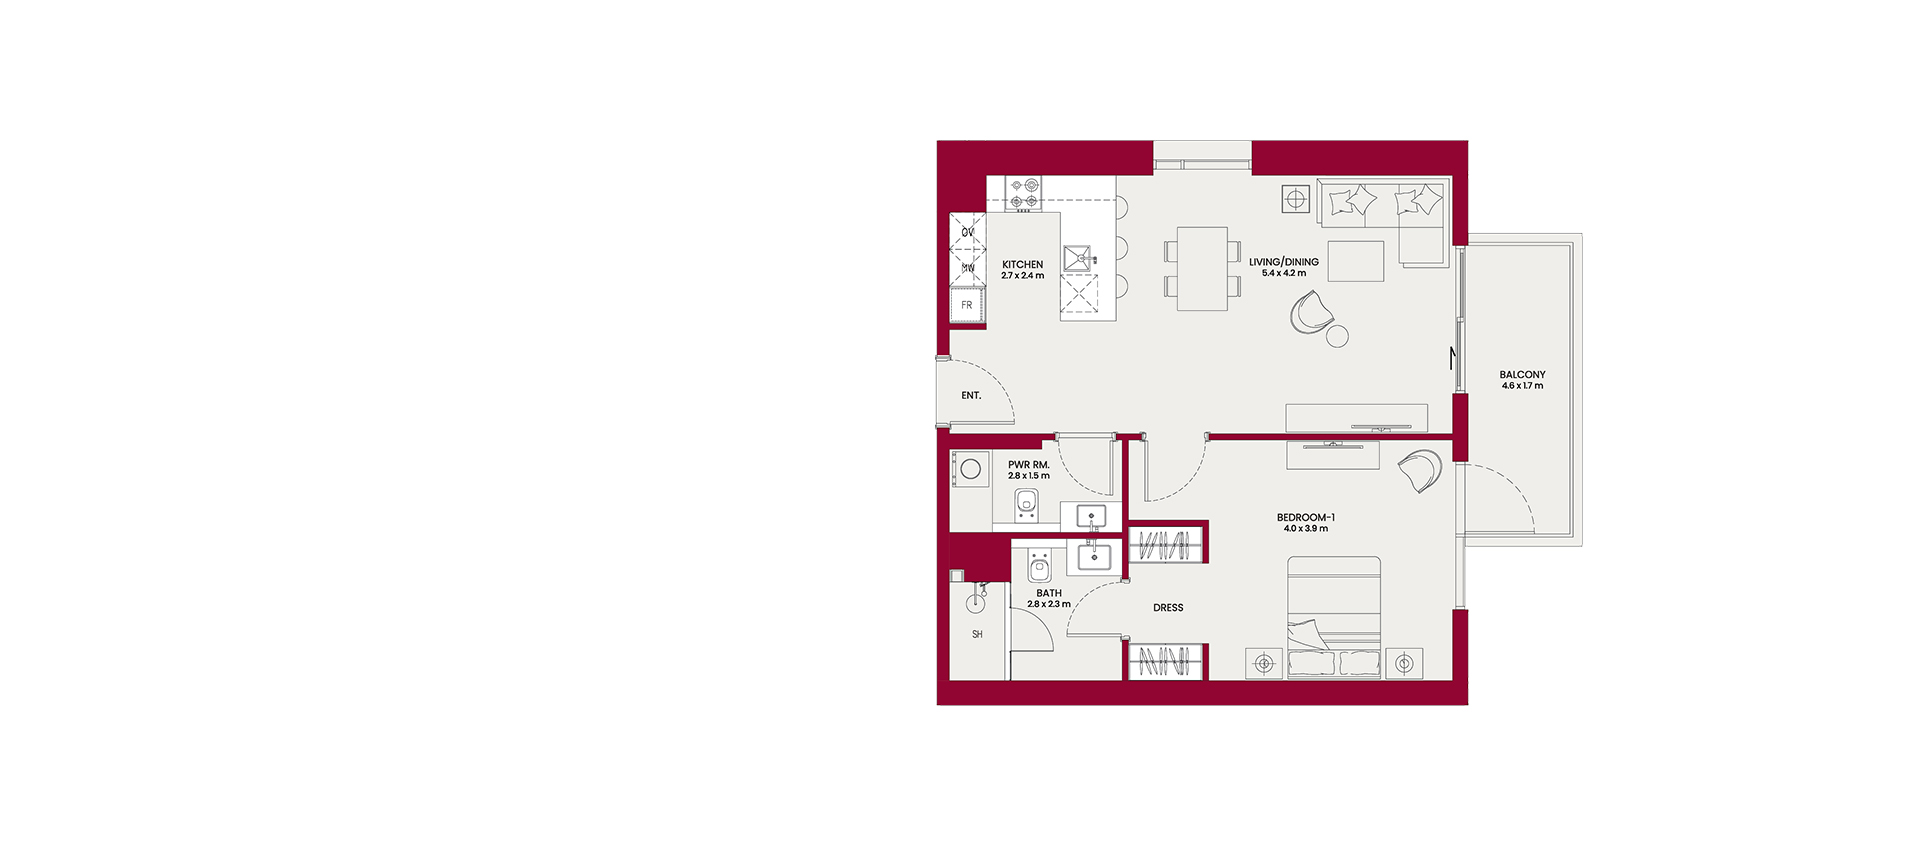 OV
MW
FR
KITCHEN
2.7 x 2.4 m
LIVING/DINING
5.4 x 4.2 m
BALCONY
4.6 x 1.7 m
ENT.
PWR RM.
2.8 x 1.5 m
BEDROOM-1
4.0 x 3.9 m
BATH
2.8 x 2.3 m
DRESS
SH